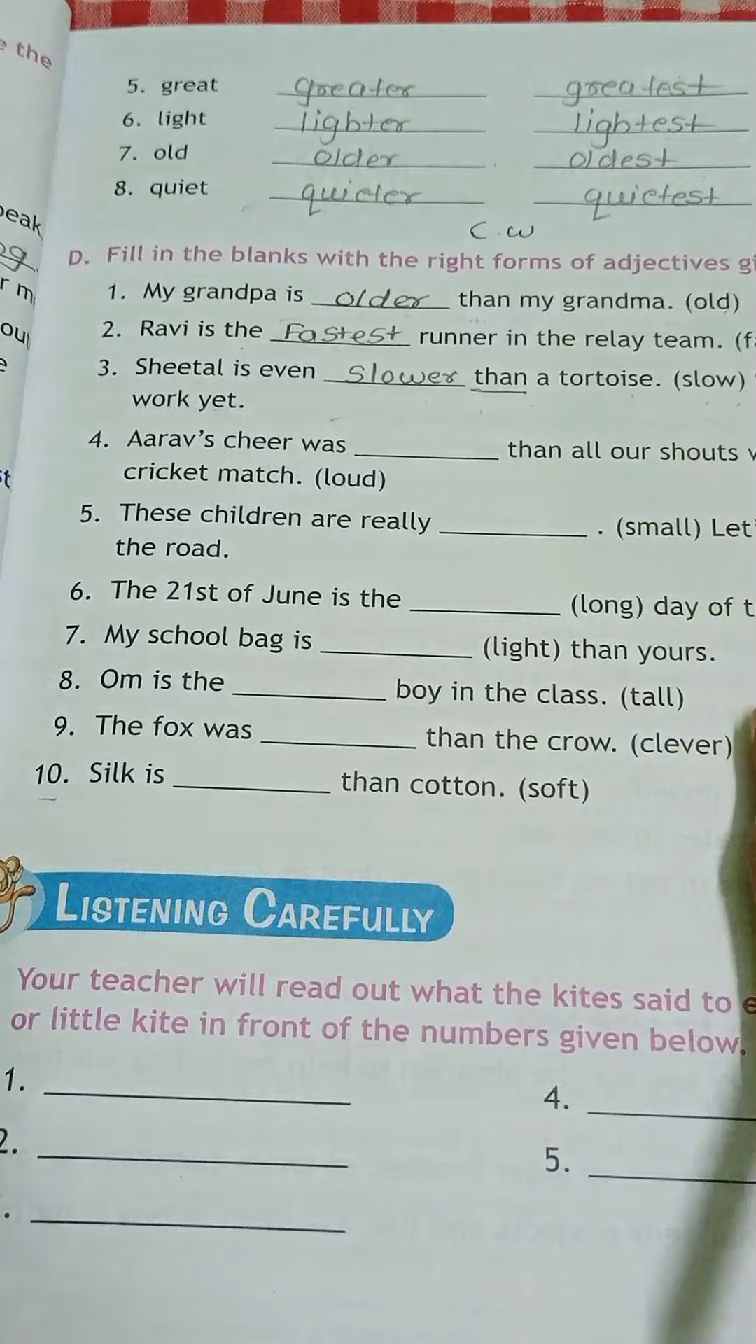 the
5. great greater greatest
6. light lighter lightest
7. old older oldest
8. quiet quieter quietest
C.W
D. Fill in the blanks with the right forms of adjectives
1. My grandpa is older than my grandma. (old)
2. Ravi is the Fastest runner in the relay team.
3. Sheetal is even Slower than a tortoise. (slow)
work yet.
4. Aarav's cheer was than all our shouts
cricket match. (loud)
5. These children are really . (small)
the road.
6. The 21st of June is the (long) day of
7. My school bag is (light) than yours.
8. Om is the boy in the class. (tall)
9. The fox was than the crow. (clever)
10. Silk is than cotton. (soft)
LISTENING CAREFULLY
Your teacher will read out what the kites said to
or little kite in front of the numbers given below.
1. 4.
2. 5.